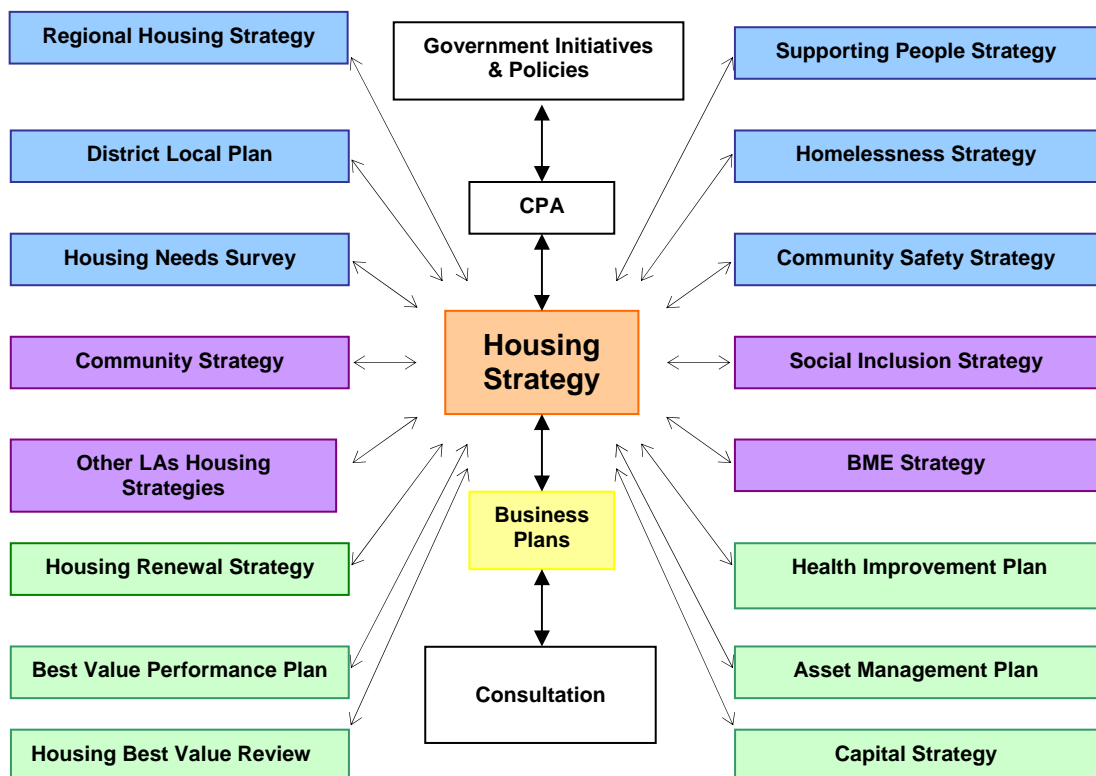 Regional Housing Strategy
Government Initiatives
& Policies
Supporting People Strategy
District Local Plan
Homelessness Strategy
CPA
Housing Needs Survey
Community Safety Strategy
Housing
Strategy
Community Strategy
Social Inclusion Strategy
Other LAs Housing
Strategies
BME Strategy
Business
Plans
Housing Renewal Strategy
Health Improvement Plan
Best Value Performance Plan
Consultation
Asset Management Plan
Housing Best Value Review
Capital Strategy